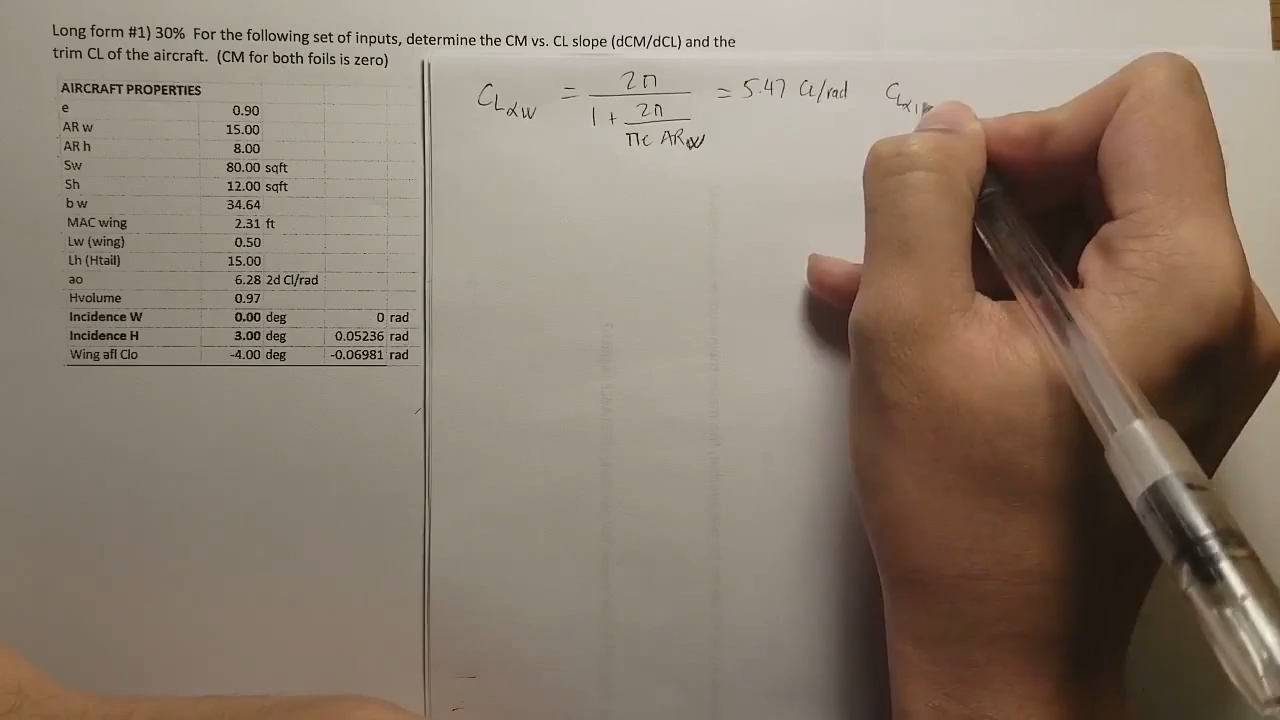 Long form #1) 30% For the following set of inputs, determine the CM vs. CL slope (dCM/dCL) and the
trim CL of the aircraft. (CM for both foils is zero)
AIRCRAFT PROPERTIES
e 0.90
AR w 15.00
AR h 8.00
Sw 80.00 sqft
Sh 12.00 sqft
b w 34.64
MAC wing 2.31 ft
Lw (wing) 0.50
Lh (Htail) 15.00
ao 6.28 2d Cl/rad
Hvolume 0.97
Incidence W 0.00 deg 0 rad
Incidence H 3.00 deg 0.05236 rad
Wing afl Clo -4.00 deg -0.06981 rad
CLαW = 2π / (1 + 2π / (πe ARW)) = 5.47 Cl/rad CLα